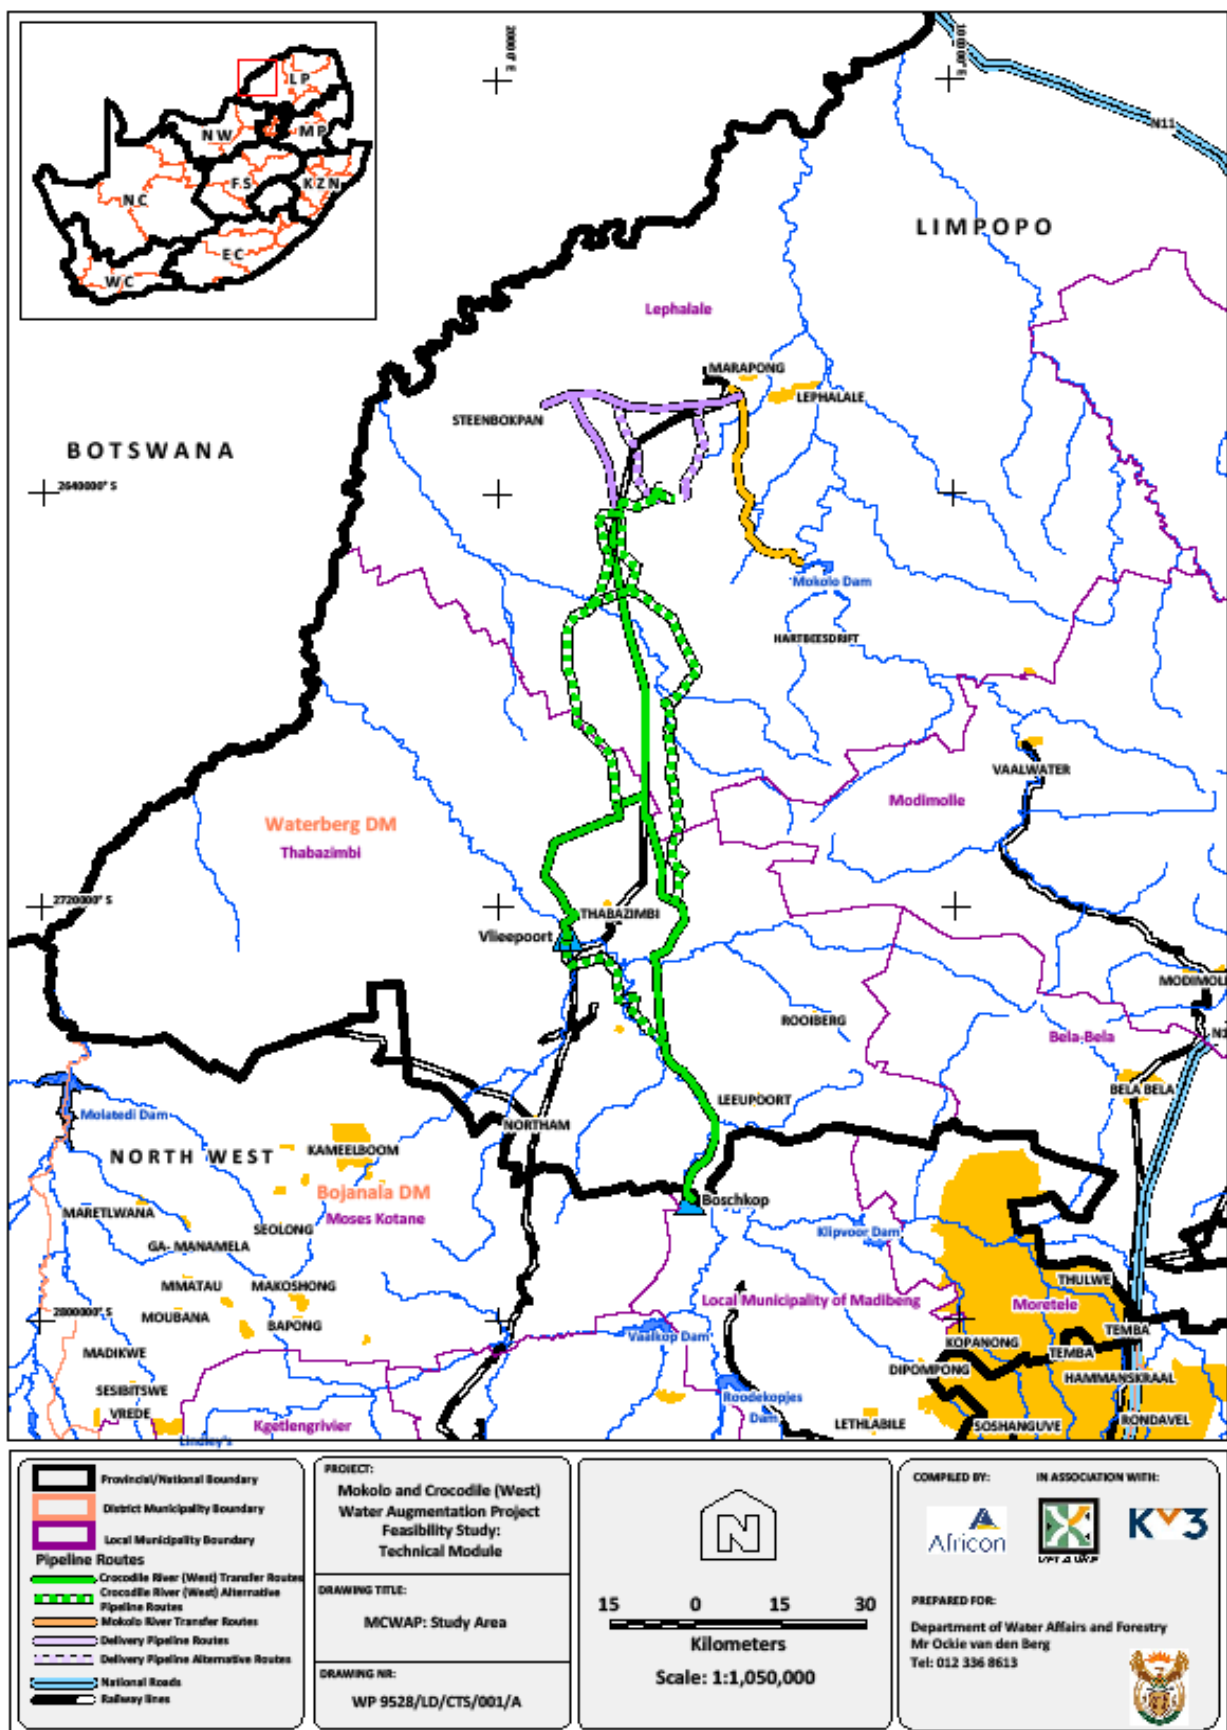 20000° E
100000° E
N11
L P
N W
M P
F S
K Z N
N C
E C
W C
LIMPOPO
Lephalale
MARAPONG
LEPHALALE
STEENBOKPAN
BOTSWANA
2640000° S
Mokolo Dam
HARTBEESDRIFT
VAALWATER
Modimolle
Waterberg DM
Thabazimbi
2720000° S
THABAZIMBI
Vlieepoort
MODIMOLL
ROOIBERG
Bela-Bela
N1
BELA BELA
LEEUPOORT
Molatedi Dam
NORTHAM
NORTH WEST
KAMEELBOOM
Bojanala DM
Moses Kotane
Boschkop
MARETLWANA
SEOLONG
GA- MANAMELA
Klipvoor Dam
MMATAU
MAKOSHONG
THULWE
Local Municipality of Madibeng
Moretele
2800000° S
MOUBANA
BAPONG
TEMBA
Vaalkop Dam
KOPANONG
MADIKWE
TEMBA
DIPOMPONG
HAMMANSKRAAL
SESIBITSWE
Roodekopjes
Dam
VREDE
Kgetlengrivier
LETHLABILE
SOSHANGUVE
RONDAVEL
Lindley's
Provincial/National Boundary
District Municipality Boundary
Local Municipality Boundary
Pipeline Routes
Crocodile River (West) Transfer Routes
Crocodile River (West) Alternative
Pipeline Routes
Mokolo River Transfer Routes
Delivery Pipeline Routes
Delivery Pipeline Alternative Routes
National Roads
Railway lines
PROJECT:
Mokolo and Crocodile (West)
Water Augmentation Project
Feasibility Study:
Technical Module
DRAWING TITLE:
MCWAP: Study Area
DRAWING NR:
WP 9528/LD/CTS/001/A
N
15 0 15 30
Kilometers
Scale: 1:1,050,000
COMPILED BY:
IN ASSOCIATION WITH:
Africon
KV3
PREPARED FOR:
Department of Water Affairs and Forestry
Mr Ockie van den Berg
Tel: 012 336 8613